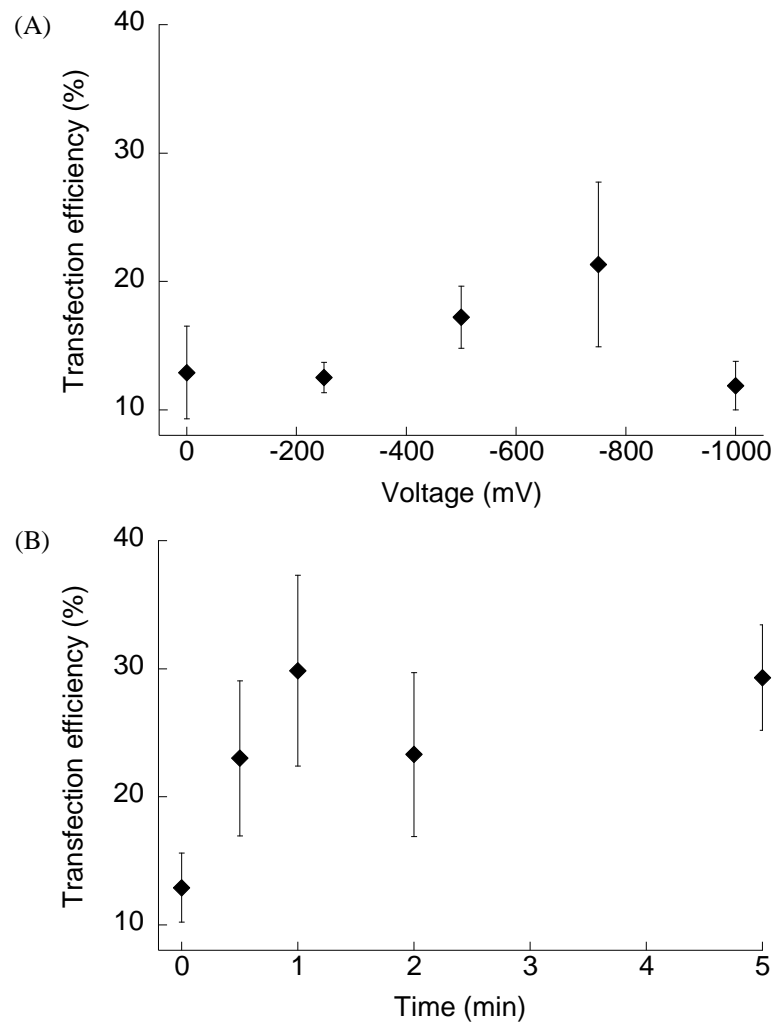 (A)
Transfection efficiency (%)
40
30
20
10
0 -200 -400 -600 -800 -1000
Voltage (mV)
(B)
Transfection efficiency (%)
40
30
20
10
0 1 2 3 4 5
Time (min)